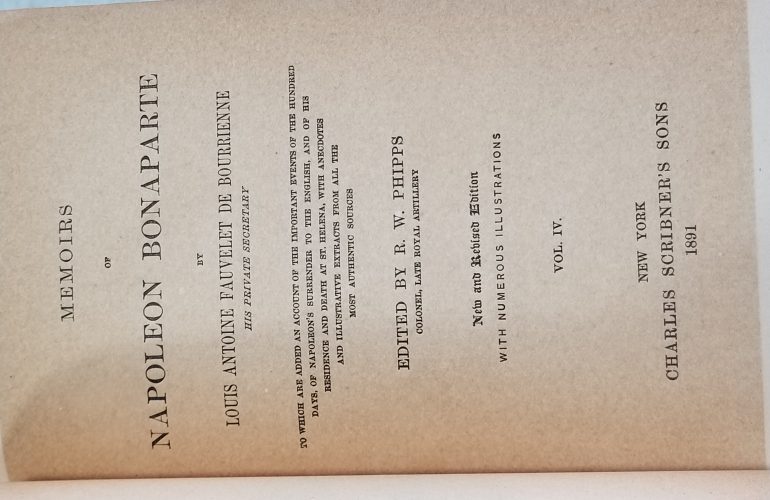 MEMOIRS
OF
NAPOLEON BONAPARTE
BY
LOUIS ANTOINE FAUVELET DE BOURRIENNE
HIS PRIVATE SECRETARY
TO WHICH ARE ADDED AN ACCOUNT OF THE IMPORTANT EVENTS OF THE HUNDRED
DAYS, OF NAPOLEON'S SURRENDER TO THE ENGLISH, AND OF HIS
RESIDENCE AND DEATH AT ST. HELENA, WITH ANECDOTES
AND ILLUSTRATIVE EXTRACTS FROM ALL THE
MOST AUTHENTIC SOURCES
EDITED BY R. W. PHIPPS
COLONEL, LATE ROYAL ARTILLERY
New and Revised Edition
WITH NUMEROUS ILLUSTRATIONS
VOL. IV.
NEW YORK
CHARLES SCRIBNER'S SONS
1891